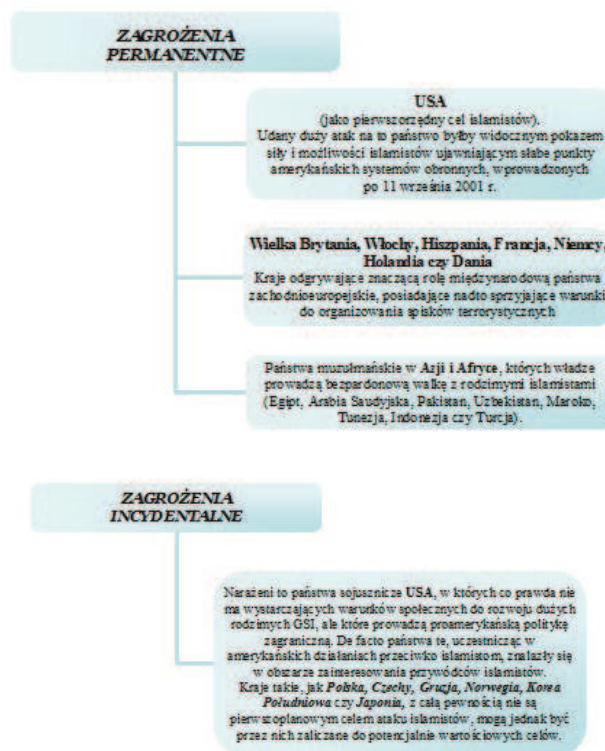 ZAGROŻENIA
PERMANENTNE
USA
(jako pierwszorzędny cel islamistów).
Udany duży atak na to państwo byłby widocznym pokazem
siły i możliwości islamistów ujawniającym słabe punkty
amerykańskich systemów obronnych, wprowadzonych
po 11 września 2001 r.
Wielka Brytania, Włochy, Hiszpania, Francja, Niemcy,
Holandia czy Dania
Kraje odgrywające znaczącą rolę międzynarodową państwa
zachodnioeuropejskie, posiadające nadto sprzyjające warunki
do organizowania spisków terrorystycznych
Państwa muzułmańskie w Azji i Afryce, których władze
prowadzą bezpardonową walkę z rodzimymi islamistami
(Egipt, Arabia Saudyjska, Pakistan, Uzbekistan, Maroko,
Tunezja, Indonezja czy Turcja).
ZAGROŻENIA
INCYDENTALNE
Narażeni to państwa sojusznicze USA, w których co prawda nie
ma wystarczających warunków społecznych do rozwoju dużych
rodzimych GSI, ale które prowadzą proamerykańską politykę
zagraniczną. De facto państwa te, uczestnicząc w
amerykańskich działaniach przeciwko islamistom, znalazły się
w obszarze zainteresowania przywódców islamistów.
Kraje takie, jak Polska, Czechy, Gruzja, Norwegia, Korea
Południowa czy Japonia, z całą pewnością nie są
pierwszoplanowym celem ataku islamistów, mogą jednak być
przez nich zaliczane do potencjalnie wartościowych celów.